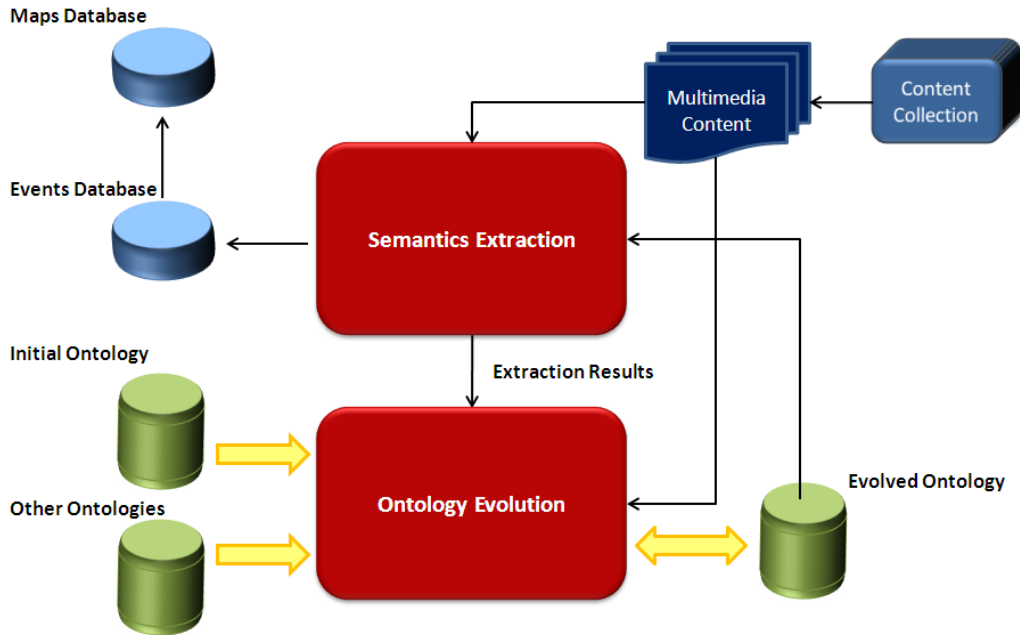 Maps Database
Multimedia
Content
Content
Collection
Events Database
Semantics Extraction
Initial Ontology
Extraction Results
Other Ontologies
Ontology Evolution
Evolved Ontology